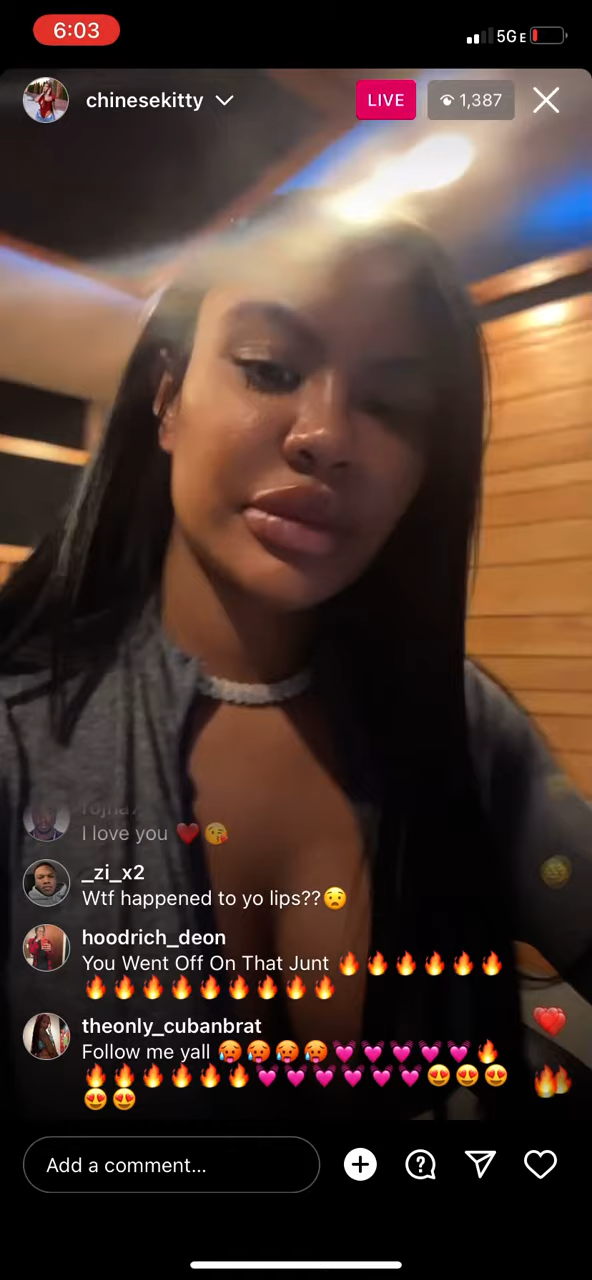 6:03
5GE
chinesekitty
LIVE
1,387
I love you ❤️😘
_zi_x2
Wtf happened to yo lips??😧
hoodrich_deon
You Went Off On That Junt 🔥🔥🔥🔥🔥🔥
🔥🔥🔥🔥🔥🔥🔥🔥🔥
theonly_cubanbrat
Follow me yall 🥵🥵🥵🥵💓💓💓💓💓🔥
🔥🔥🔥🔥🔥🔥💓💓💓💓💓💓😍😍😍
😍😍
Add a comment...